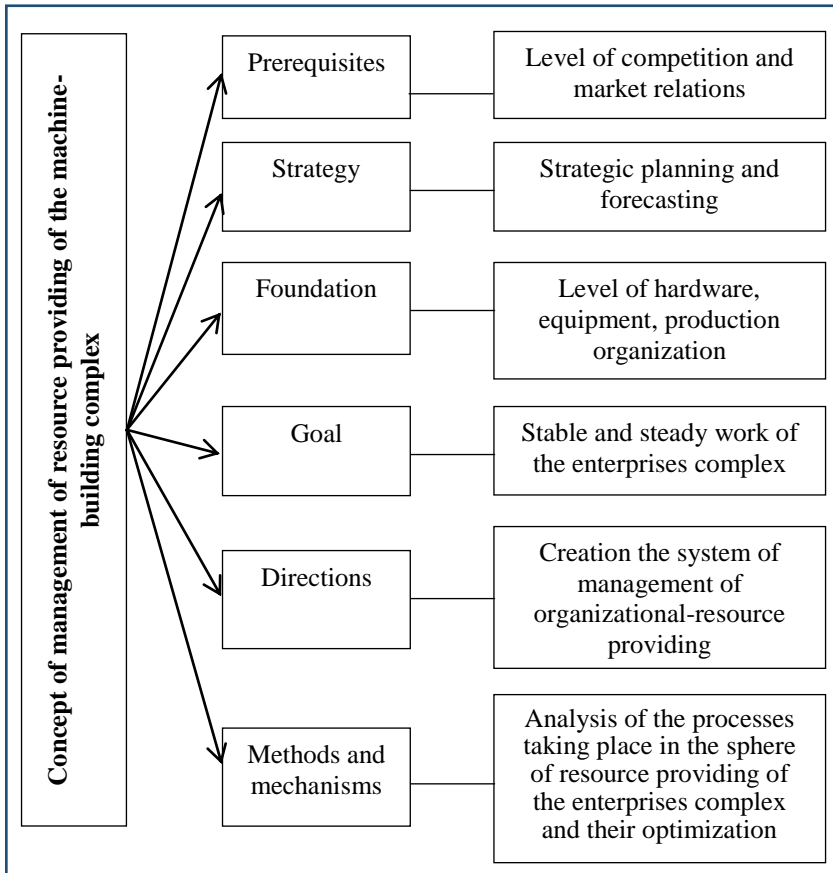 Concept of management of resource providing of the machine-
building complex
Prerequisites
Level of competition and
market relations
Strategy
Strategic planning and
forecasting
Foundation
Level of hardware,
equipment, production
organization
Goal
Stable and steady work of
the enterprises complex
Directions
Creation the system of
management of
organizational-resource
providing
Methods and
mechanisms
Analysis of the processes
taking place in the sphere
of resource providing of
the enterprises complex
and their optimization